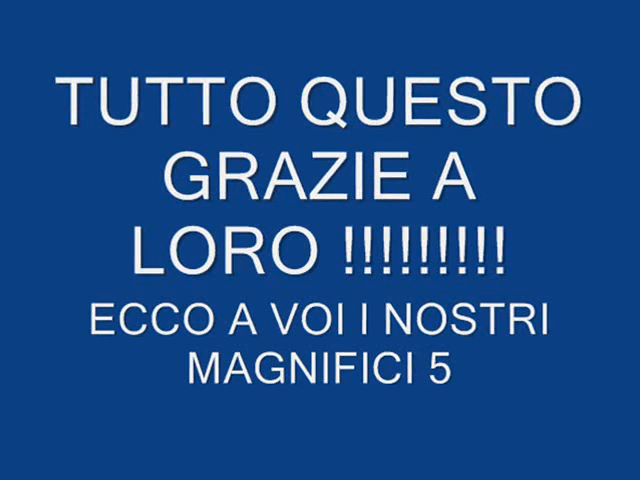 TUTTO QUESTO
GRAZIE A
LORO !!!!!!!!!
ECCO A VOI I NOSTRI
MAGNIFICI 5